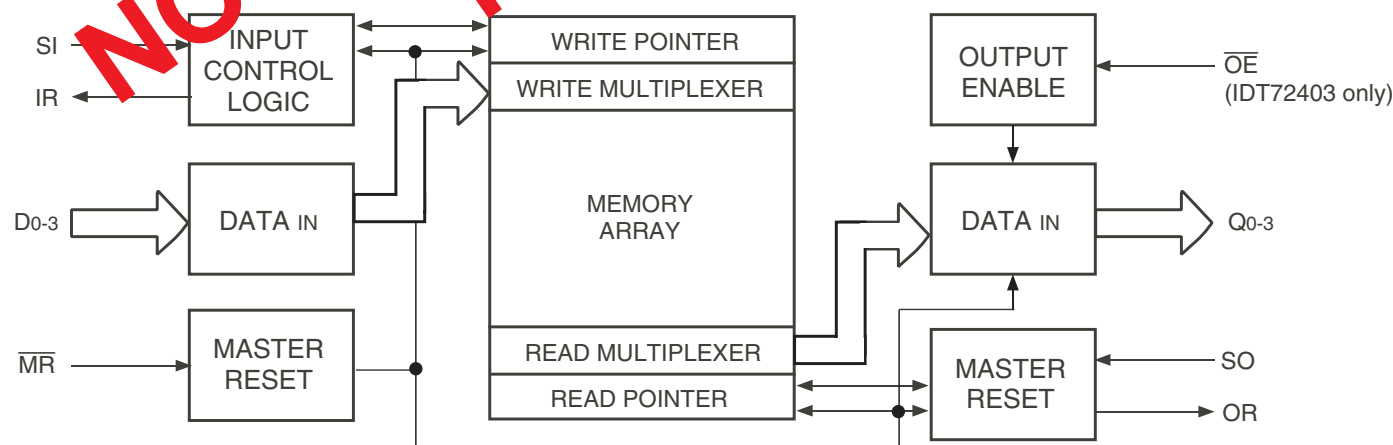 NO
SI
IR
INPUT
CONTROL
LOGIC
WRITE POINTER
WRITE MULTIPLEXER
OUTPUT
ENABLE
OE
(IDT72403 only)
D0-3
DATA IN
MEMORY
ARRAY
DATA IN
Q0-3
MR
MASTER
RESET
READ MULTIPLEXER
READ POINTER
MASTER
RESET
SO
OR